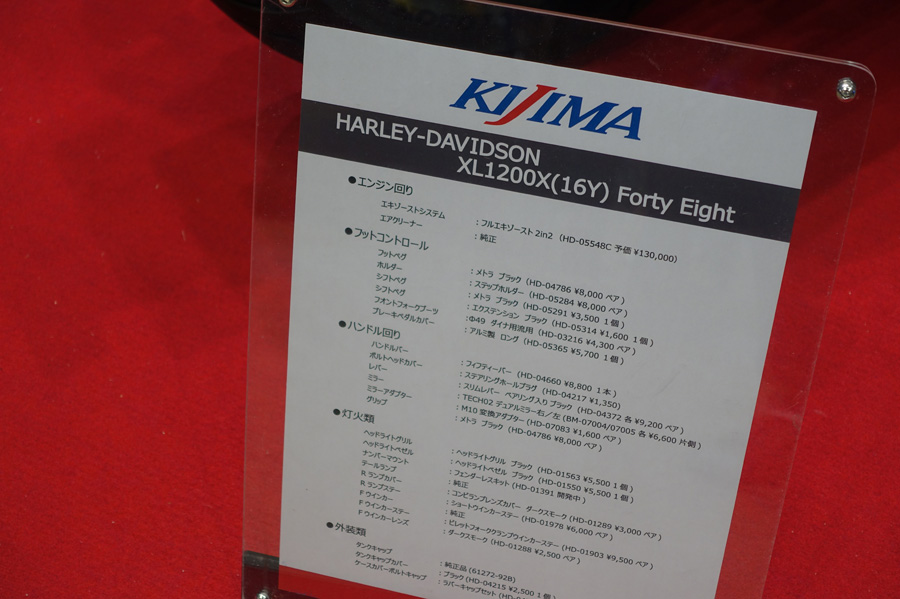 KIJIMA
HARLEY-DAVIDSON
XL1200X(16Y) Forty Eight
●エンジン回り
エキゾーストシステム ：フルエキゾースト2in2 (HD-05548C 予価 ¥130,000)
エアクリーナー ：純正
●フットコントロール
フットペグ ：メトラ ブラック (HD-04786 ¥8,000 ペア)
ホルダー ：ステップホルダー (HD-05284 ¥8,000 ペア)
シフトペグ ：メトラ ブラック (HD-05291 ¥3,500 1個)
シフトペグ ：エクステンション ブラック (HD-05314 ¥1,600 1個)
フォントフォークブーツ ：Φ49 ダイナ用流用 (HD-03216 ¥4,300 ペア)
ブレーキペダルカバー ：アルミ製 ロング (HD-05365 ¥5,700 1個)
●ハンドル回り
ハンドルバー ：フィフティーバー (HD-04660 ¥8,800 1本)
ボルトヘッドカバー ：ステアリングホールプラグ (HD-04217 ¥1,350)
レバー ：スリムレバー ベアリング入りブラック (HD-04372 各 ¥9,200 ペア)
ミラー ：TECH02 デュアルミラー右／左 (BM-07004/07005 各 ¥6,600 片側)
ミラーアダプター ：M10 変換アダプター (HD-07083 ¥1,600 ペア)
グリップ ：メトラ ブラック (HD-04786 ¥8,000 ペア)
●灯火類
ヘッドライトグリル ：ヘッドライトグリル ブラック (HD-01563 ¥5,500 1個)
ヘッドライトベゼル ：ヘッドライトベゼル ブラック (HD-01550 ¥5,500 1個)
ナンバーマウント ：フェンダーレスキット (HD-01391 開発中)
テールランプ ：純正
Rランプカバー ：コンビランプレンズカバー ダークスモーク (HD-01289 ¥3,000 ペア)
Rランプステー ：ショートウインカーステー (HD-01978 ¥6,000 ペア)
Fウインカー ：純正
Fウインカーステー ：ビレットフォーククランプウインカーステー (HD-01903 ¥9,500 ペア)
Fウインカーレンズ ：ダークスモーク (HD-01288 ¥2,500 ペア)
●外装類
タンクキャップ ：純正品 (61272-92B)
タンクキャップカバー ：ブラック (HD-04215 ¥2,500 1個)
ケースカバーボルトキャップ ：ラバーキャップセット